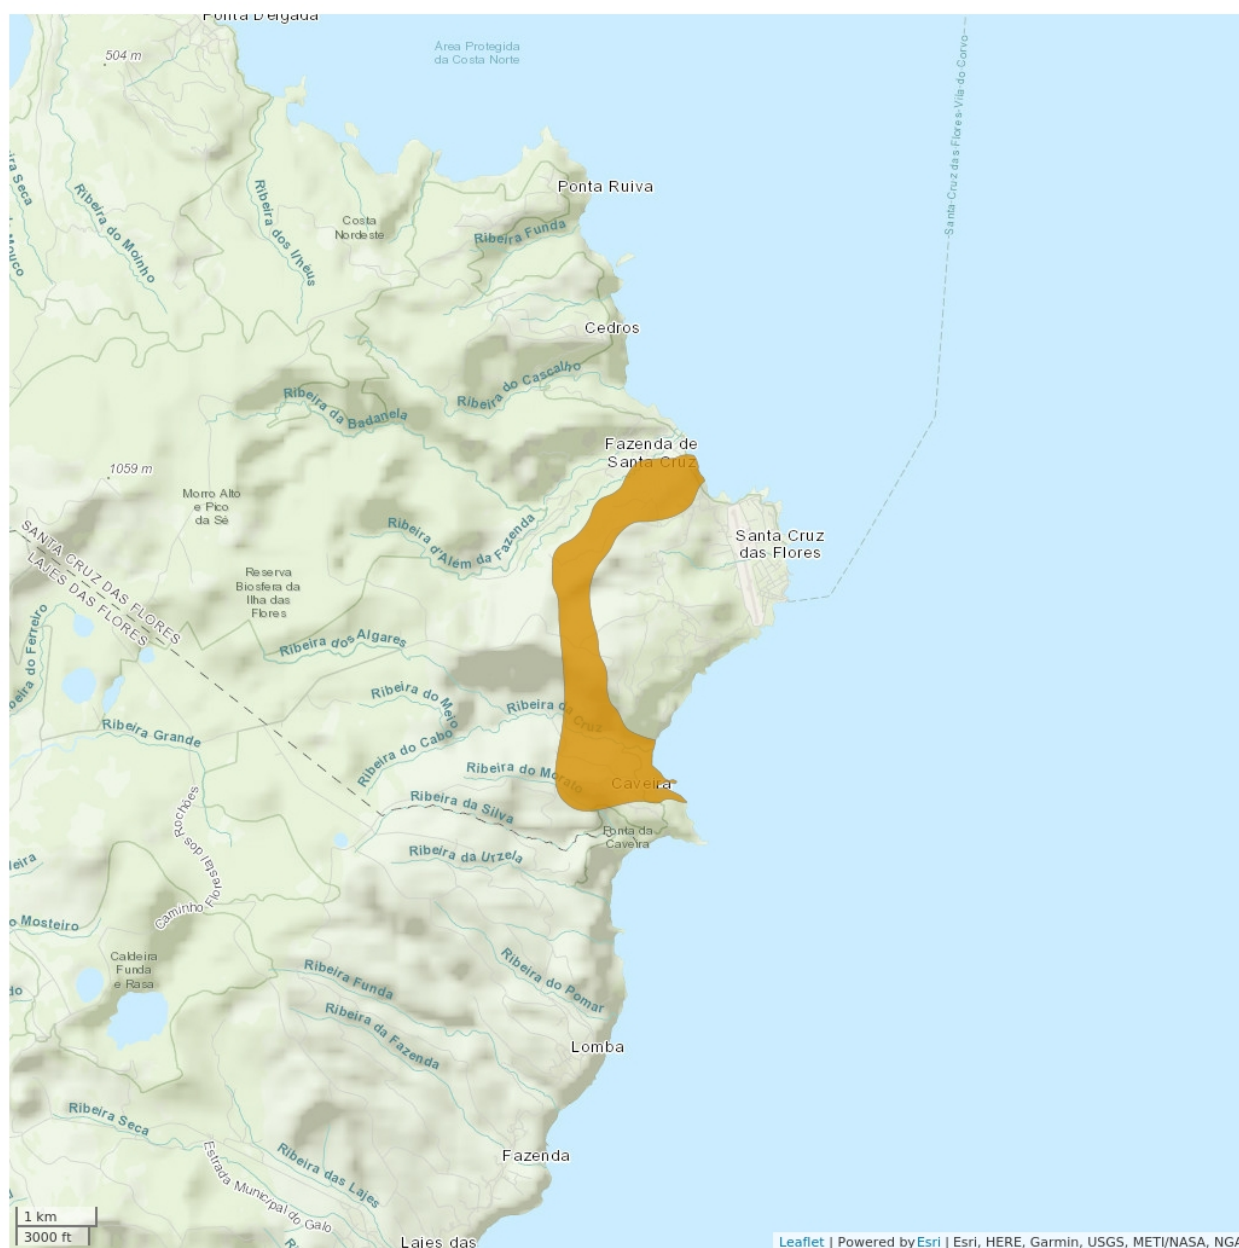 Ponta Delgada
504 m
Área Protegida
da Costa Norte
Santa·Cruz·das·Flores-Vila·do·Corvo
Ribeira do Moinho
Ribeira dos Ilhéus
Costa
Nordeste
Ponta Ruiva
Ribeira Funda
Cedros
Ribeira do Cascalho
Ribeira da Badanela
Fazenda de
Santa Cruz
1059 m
Morro Alto
e Pico
da Sé
Ribeira d'Além da Fazenda
Santa Cruz
das Flores
SANTA CRUZ DAS FLORES
LAJES DAS FLORES
Reserva
Biosfera da
Ilha das
Flores
eira do Ferreiro
Ribeira dos Algares
Ribeira do Meio
Ribeira da Cruz
Ribeira Grande
Ribeira do Cabo
Ribeira do Morato
Caveira
Ribeira da Silva
Ponta da
Caveira
Caminho Florestal dos Rochões
Ribeira da Urzela
leira
o Mosteiro
Caldeira
Funda
e Rasa
do
Ribeira Funda
Ribeira do Pomar
Ribeira da Fazenda
Lomba
Ribeira Seca
Estrada Municipal do Galo
Ribeira das Lajes
Fazenda
Lajes das
1 km
3000 ft
Leaflet | Powered by Esri | Esri, HERE, Garmin, USGS, METI/NASA, NGA